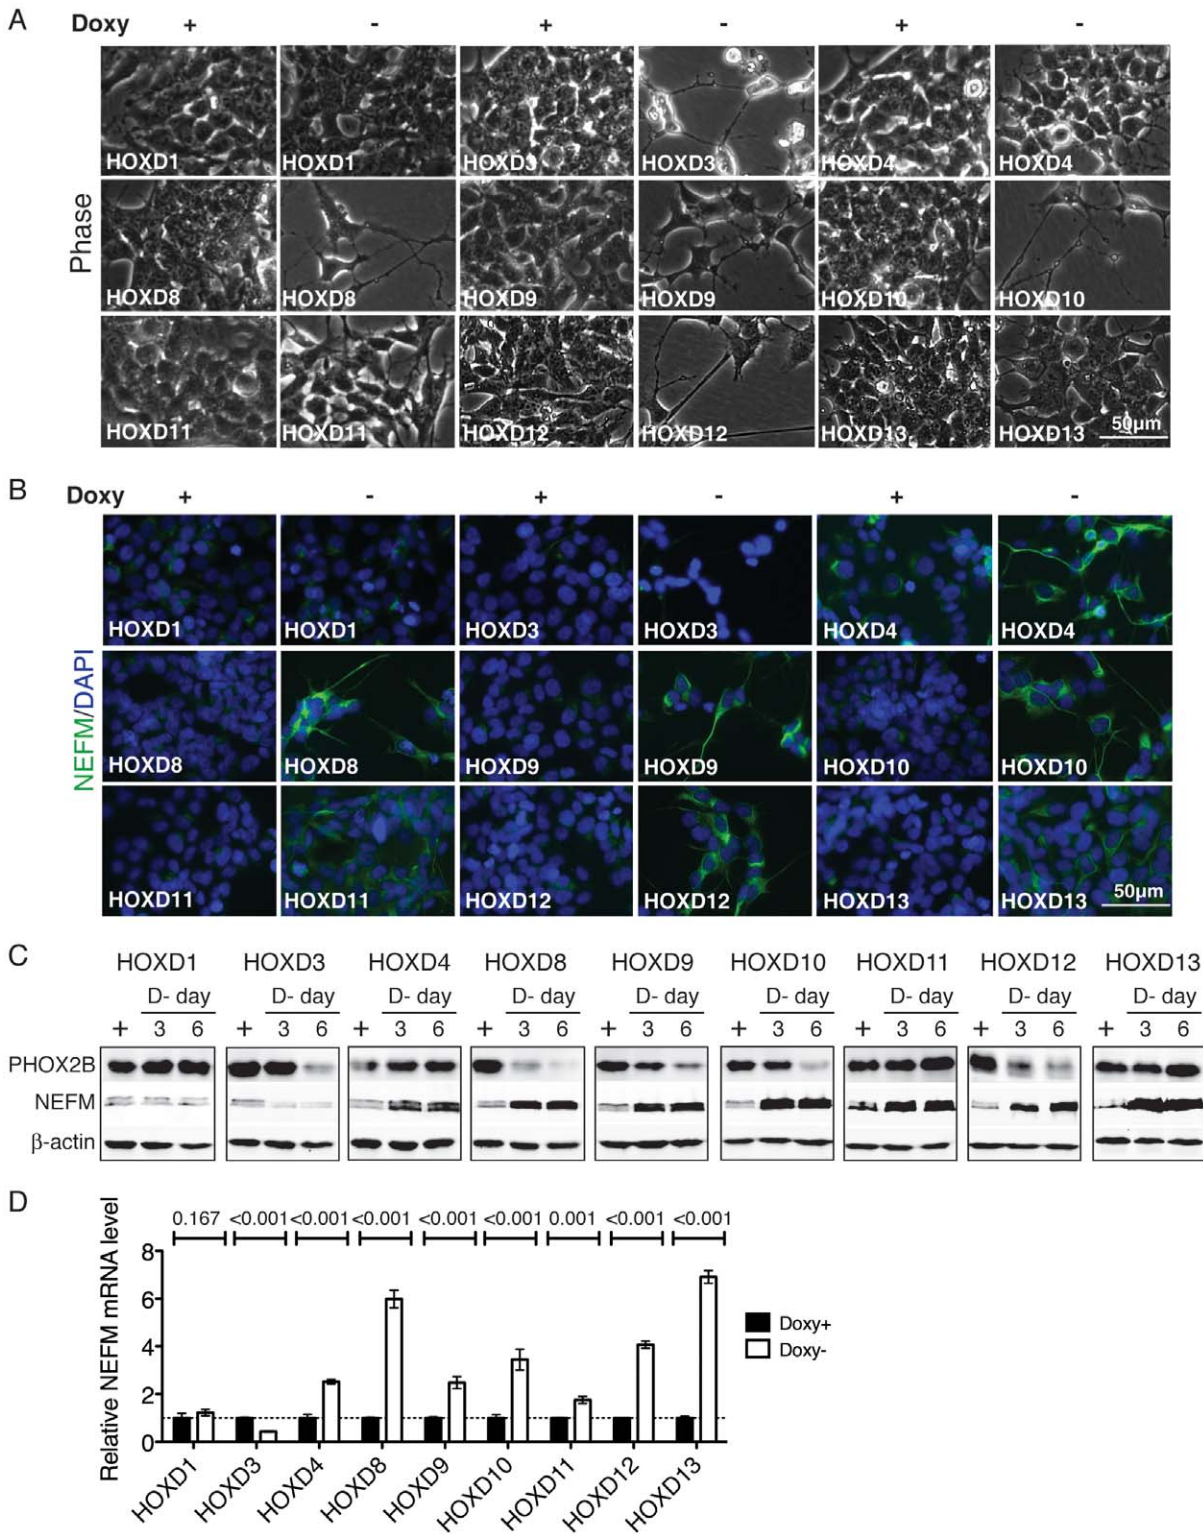 A
Doxy + - + - + -
Phase
HOXD1 HOXD1 HOXD3 HOXD3 HOXD4 HOXD4
HOXD8 HOXD8 HOXD9 HOXD9 HOXD10 HOXD10
50µm
HOXD11 HOXD11 HOXD12 HOXD12 HOXD13 HOXD13
B
Doxy + - + - + -
NEFM/DAPI
HOXD1 HOXD1 HOXD3 HOXD3 HOXD4 HOXD4
HOXD8 HOXD8 HOXD9 HOXD9 HOXD10 HOXD10
50µm
HOXD11 HOXD11 HOXD12 HOXD12 HOXD13 HOXD13
C
HOXD1 HOXD3 HOXD4 HOXD8 HOXD9 HOXD10 HOXD11 HOXD12 HOXD13
D- day D- day D- day D- day D- day D- day D- day D- day D- day
+ 3 6 + 3 6 + 3 6 + 3 6 + 3 6 + 3 6 + 3 6 + 3 6 + 3 6
PHOX2B
NEFM
β-actin
D
Relative NEFM mRNA level
0.167 <0.001 <0.001 <0.001 <0.001 <0.001 0.001 <0.001 <0.001
8
6
4
2
0
Doxy+
Doxy-
HOXD1 HOXD3 HOXD4 HOXD8 HOXD9 HOXD10 HOXD11 HOXD12 HOXD13